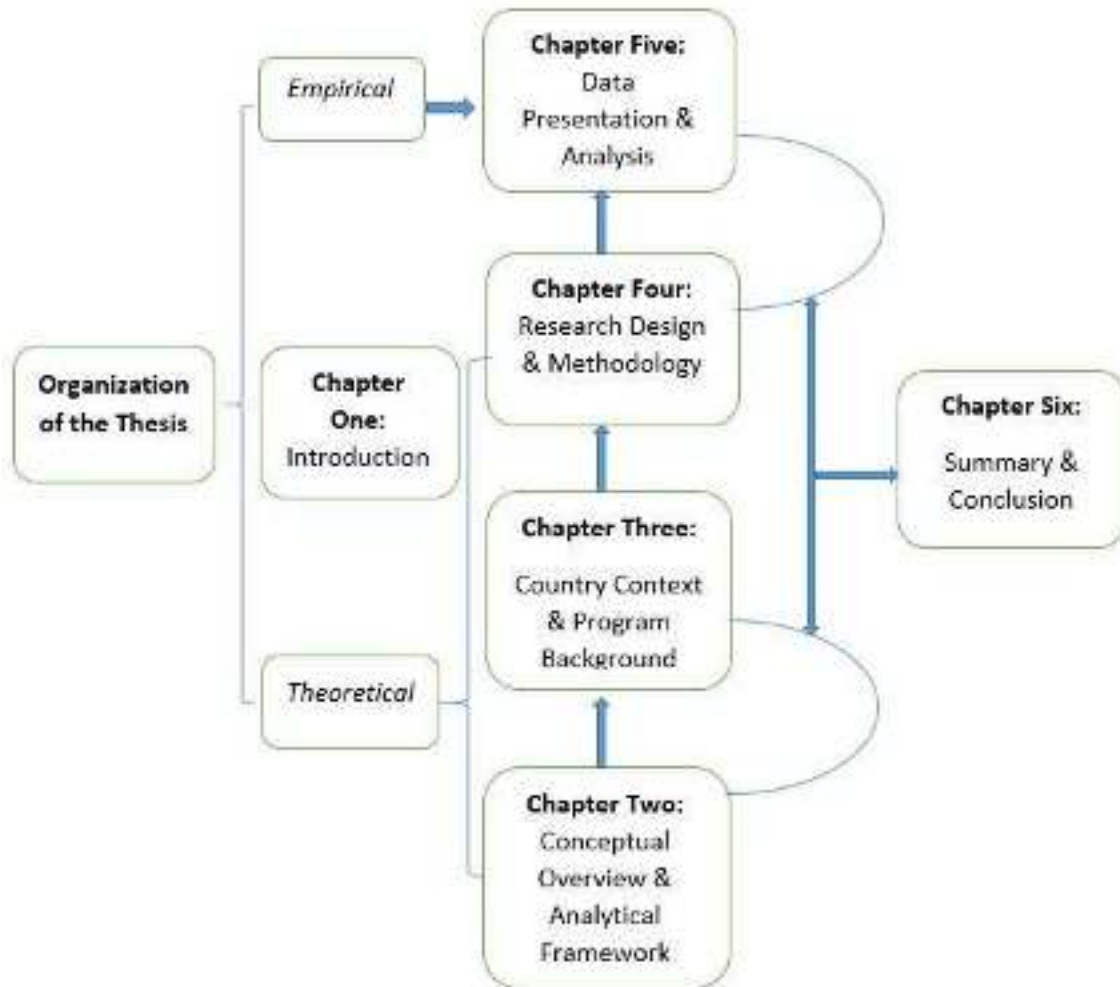 Organization
of the Thesis
Empirical
Chapter
One:
Introduction
Theoretical
Chapter Five:
Data
Presentation &
Analysis
Chapter Four:
Research Design
& Methodology
Chapter Three:
Country Context
& Program
Background
Chapter Two:
Conceptual
Overview &
Analytical
Framework
Chapter Six:
Summary &
Conclusion